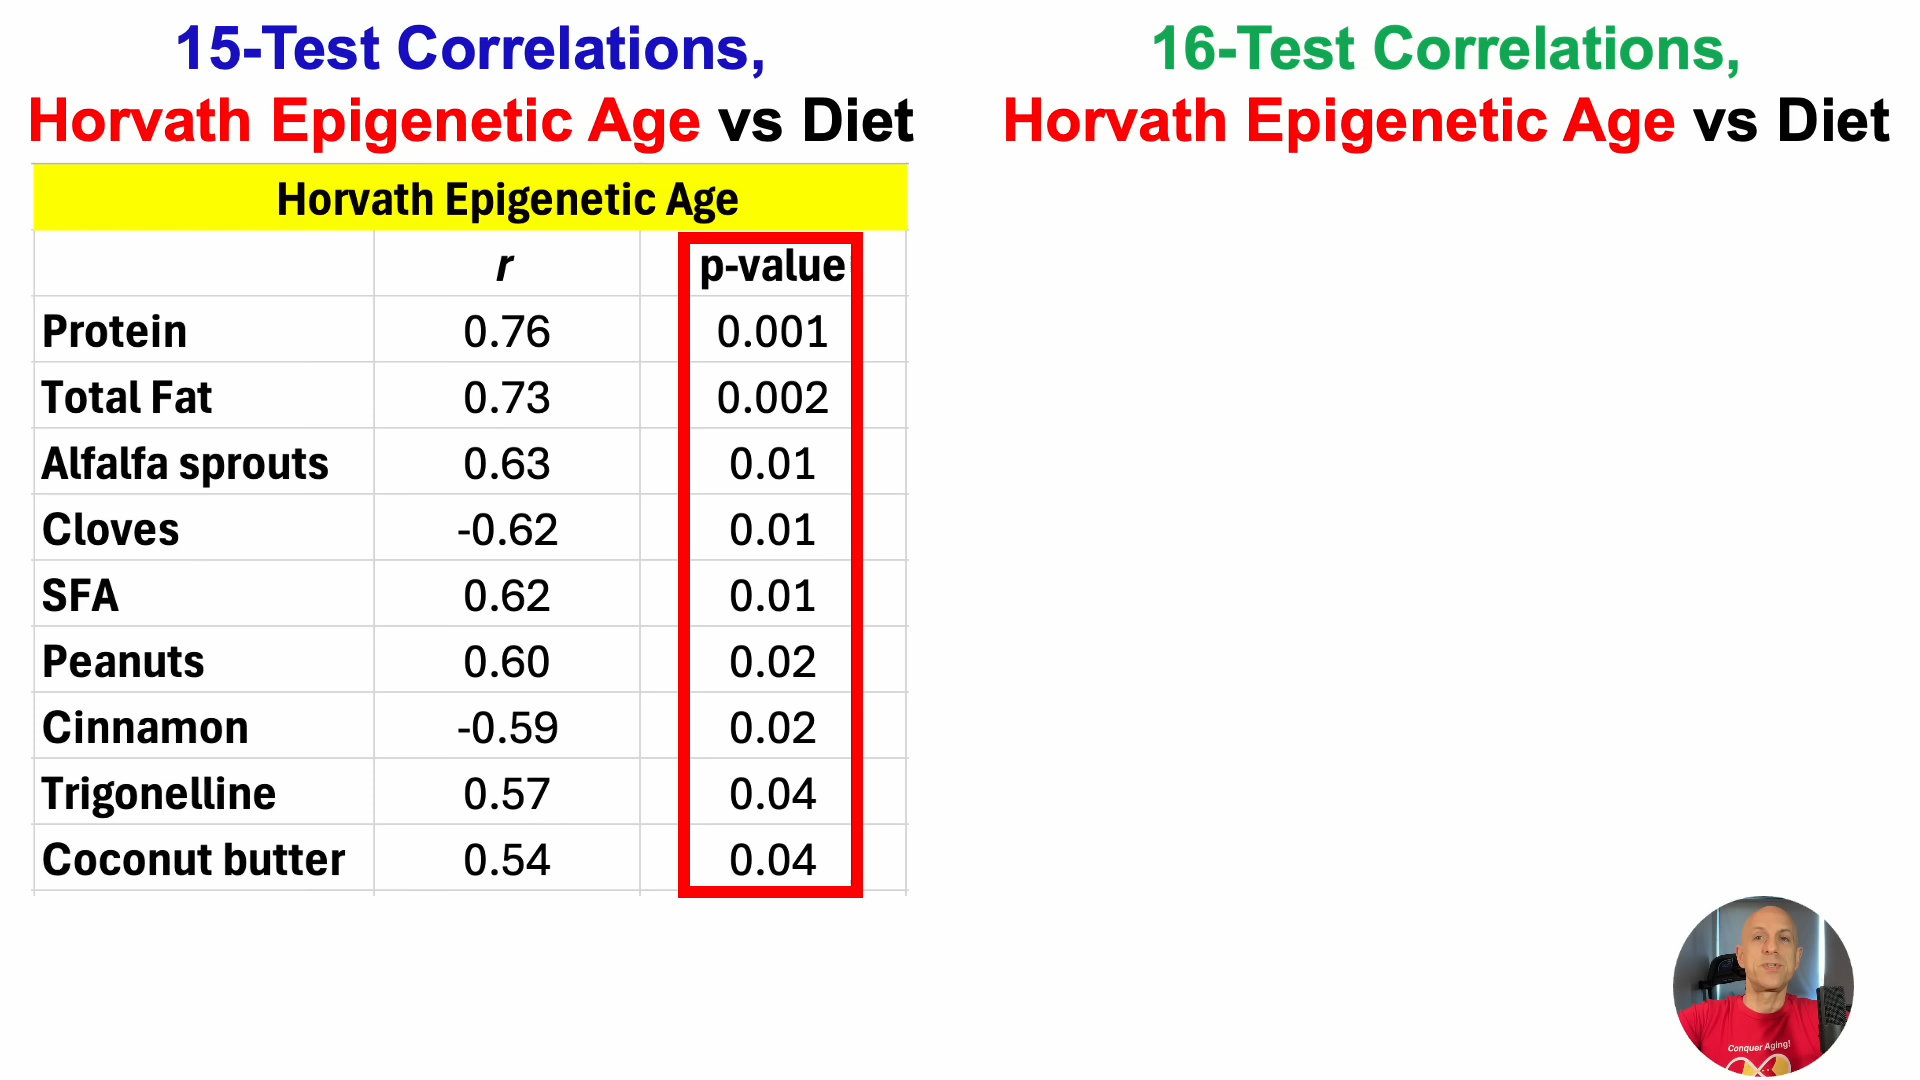 15-Test Correlations,
Horvath Epigenetic Age vs Diet
Horvath Epigenetic Age
r p-value
Protein 0.76 0.001
Total Fat 0.73 0.002
Alfalfa sprouts 0.63 0.01
Cloves -0.62 0.01
SFA 0.62 0.01
Peanuts 0.60 0.02
Cinnamon -0.59 0.02
Trigonelline 0.57 0.04
Coconut butter 0.54 0.04
16-Test Correlations,
Horvath Epigenetic Age vs Diet
Conquer Aging!